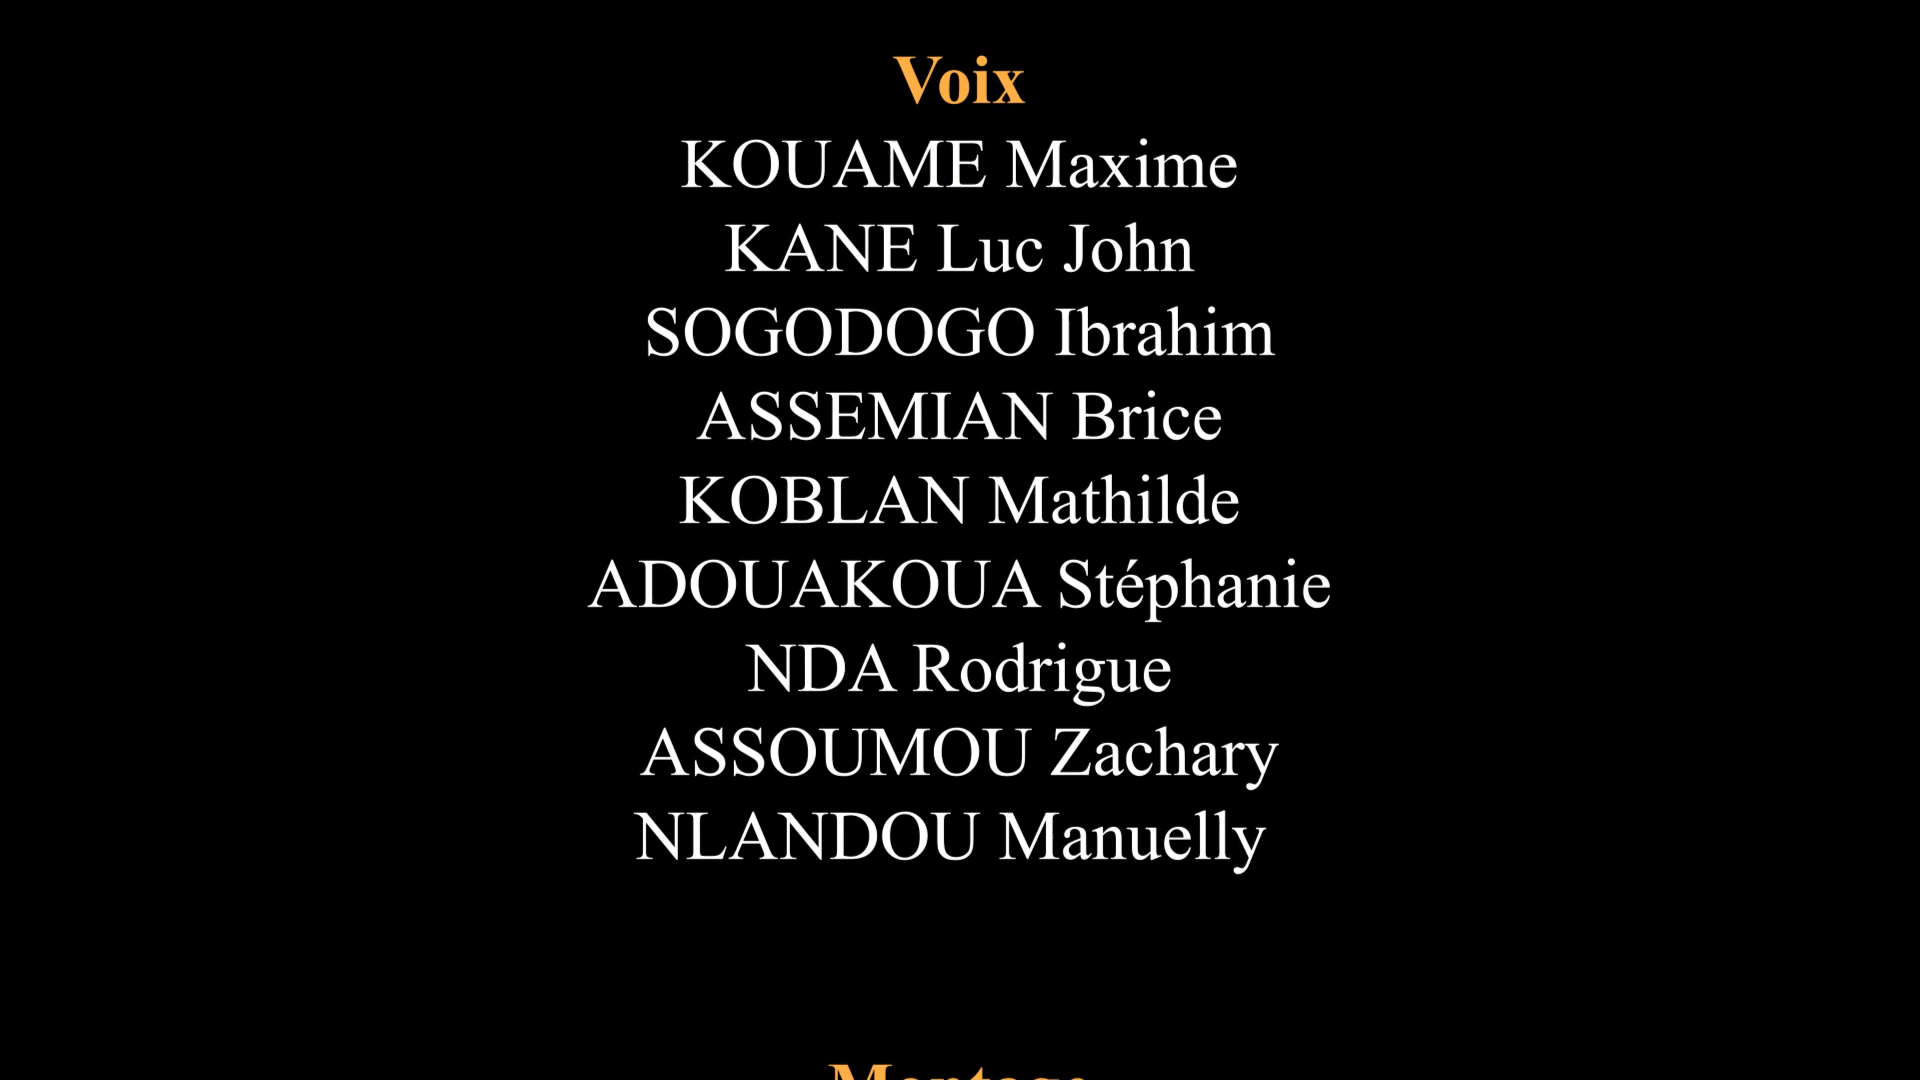 Voix
KOUAME Maxime
KANE Luc John
SOGODOGO Ibrahim
ASSEMIAN Brice
KOBLAN Mathilde
ADOUAKOUA Stéphanie
NDA Rodrigue
ASSOUMOU Zachary
NLANDOU Manuelly
Montage